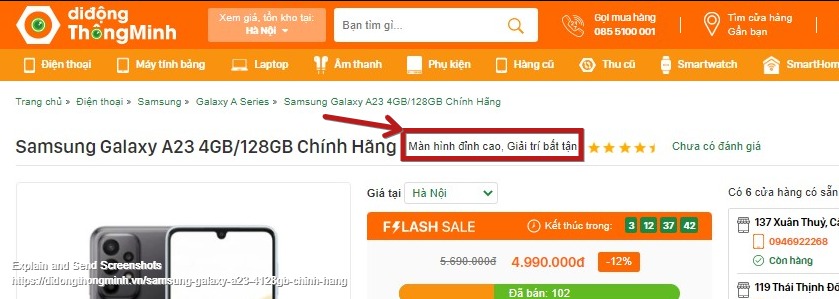 diđộng
ThôngMinh
Xem giá, tồn kho tại:
Hà Nội
Bạn tìm gì...
Gọi mua hàng
085 5100 001
Tìm cửa hàng
Gần bạn
Điện thoại
Máy tính bảng
Laptop
Âm thanh
Phụ kiện
Hàng cũ
Thu cũ
Smartwatch
SmartHom
Trang chủ » Điện thoại » Samsung » Galaxy A Series » Samsung Galaxy A23 4GB/128GB Chính Hãng
Samsung Galaxy A23 4GB/128GB Chính Hãng
Màn hình đỉnh cao, Giải trí bất tận
Chưa có đánh giá
Giá tại
Hà Nội
FLASH SALE
Kết thúc trong: 3 12 37 42
5.690.000đ 4.990.000đ -12%
Đã bán: 102
Có 6 cửa hàng có sẵn
137 Xuân Thuỷ, Cầ
0946922268
Còn hàng
119 Thái Thịnh Đ
Explain and Send Screenshots
https://didongthongminh.vn/samsung-galaxy-a23-4128gb-chinh-hang